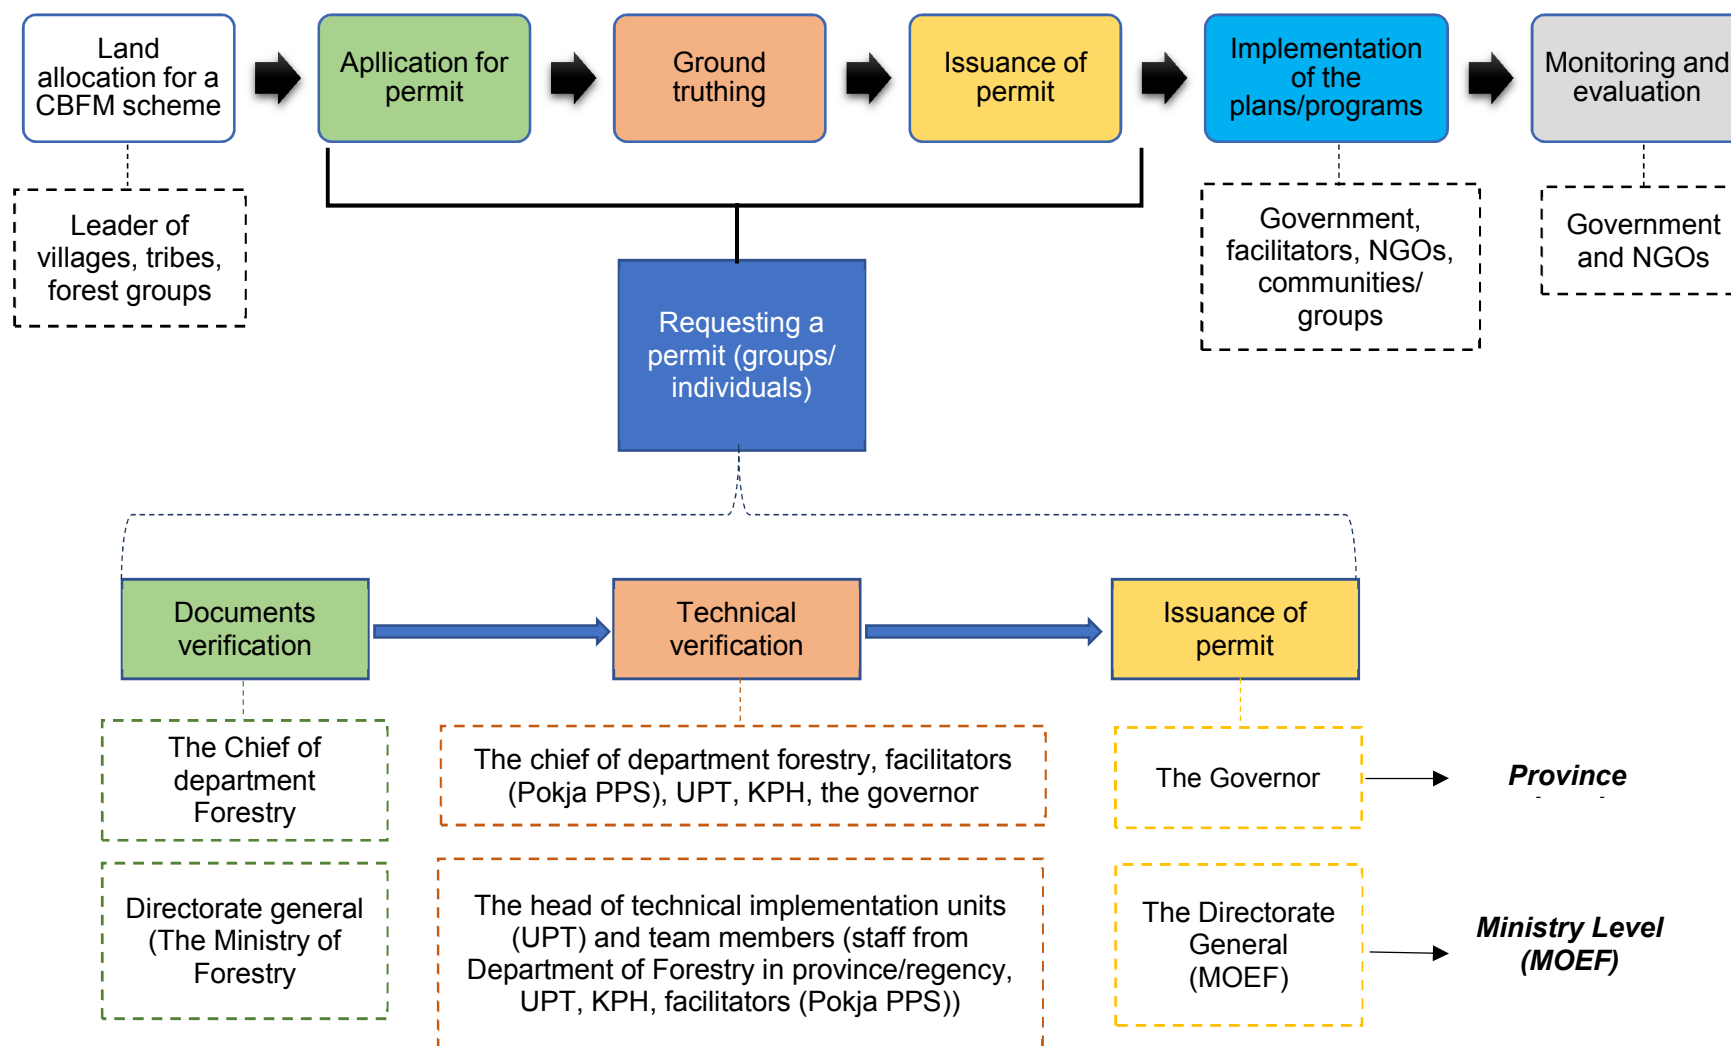 Land
allocation for a
CBFM scheme
Apllication for
permit
Ground
truthing
Issuance of
permit
Implementation
of the
plans/programs
Monitoring and
evaluation
Leader of
villages, tribes,
forest groups
Government,
facilitators, NGOs,
communities/
groups
Government
and NGOs
Requesting a
permit (groups/
individuals)
Documents
verification
Technical
verification
Issuance of
permit
The Chief of
department
Forestry
The chief of department forestry, facilitators
(Pokja PPS), UPT, KPH, the governor
The Governor
Province
Directorate general
(The Ministry of
Forestry
The head of technical implementation units
(UPT) and team members (staff from
Department of Forestry in province/regency,
UPT, KPH, facilitators (Pokja PPS))
The Directorate
General
(MOEF)
Ministry Level
(MOEF)